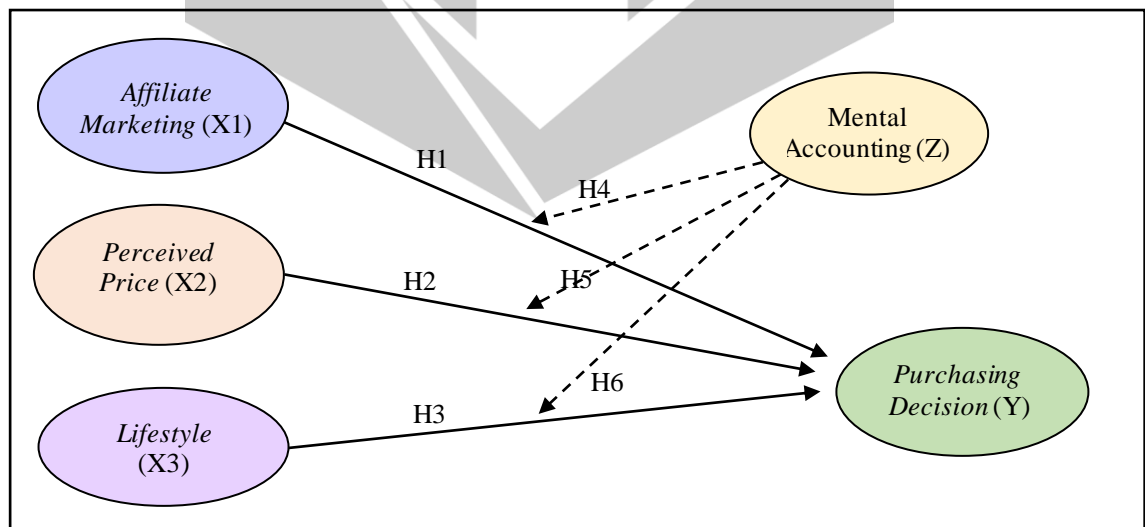 Affiliate
Marketing (X1)
Mental
Accounting (Z)
H1
H4
Perceived
Price (X2)
H2
H5
Purchasing
Decision (Y)
H6
Lifestyle
(X3)
H3